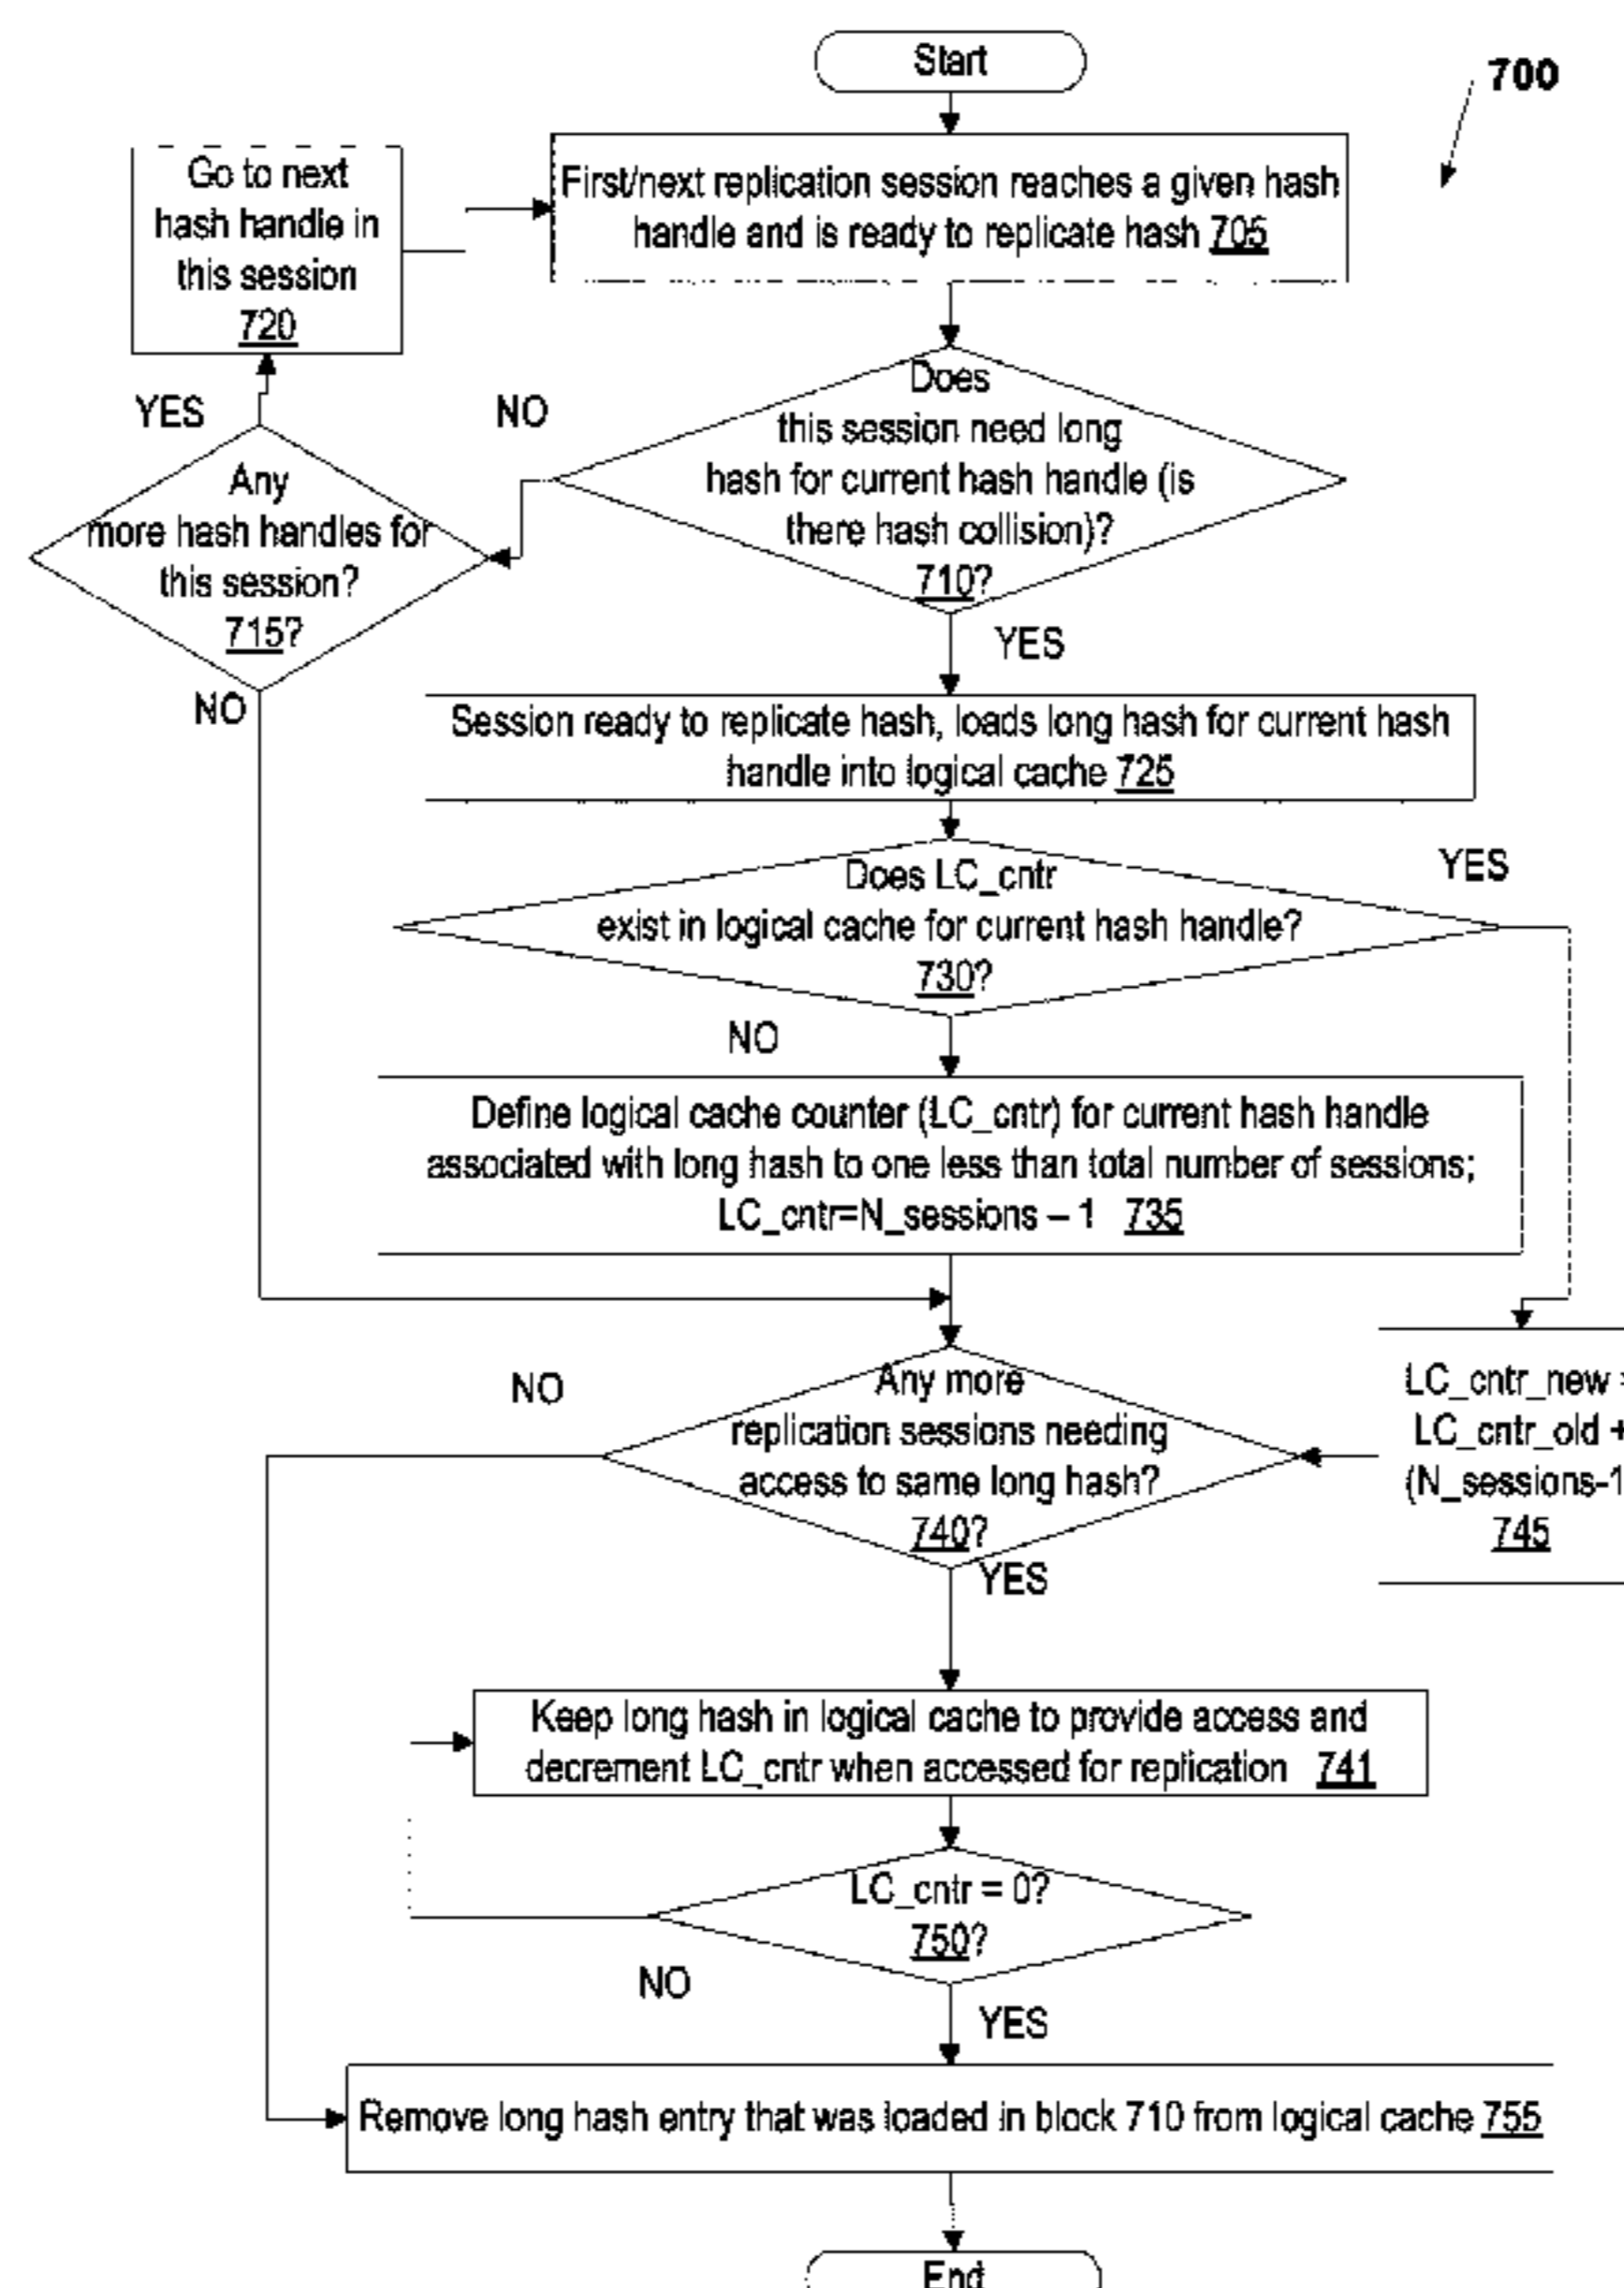 Start
700
Go to next
hash handle in
this session
720
First/next replication session reaches a given hash
handle and is ready to replicate hash 705
YES
NO
Does
this session need long
hash for current hash handle (is
there hash collision)?
710?
Any
more hash handles for
this session?
715?
YES
NO
Session ready to replicate hash, loads long hash for current hash
handle into logical cache 725
YES
Does LC_cntr
exist in logical cache for current hash handle?
730?
NO
Define logical cache counter (LC_cntr) for current hash handle
associated with long hash to one less than total number of sessions;
LC_cntr=N_sessions – 1 735
NO
Any more
replication sessions needing
access to same long hash?
740?
YES
LC_cntr_new
LC_cntr_old +
(N_sessions-1
745
Keep long hash in logical cache to provide access and
decrement LC_cntr when accessed for replication 741
LC_cntr = 0?
750?
NO
YES
Remove long hash entry that was loaded in block 710 from logical cache 755
End